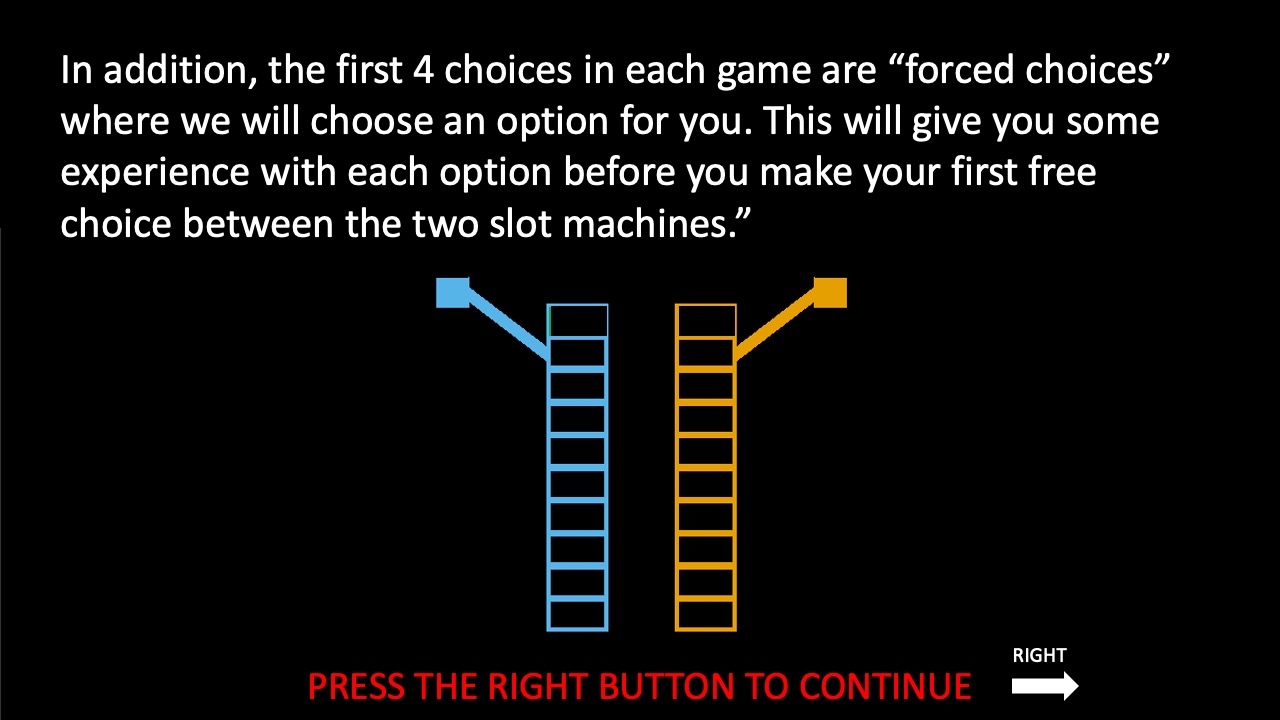 In addition, the first 4 choices in each game are “forced choices”
where we will choose an option for you. This will give you some
experience with each option before you make your first free
choice between the two slot machines.”
RIGHT
PRESS THE RIGHT BUTTON TO CONTINUE